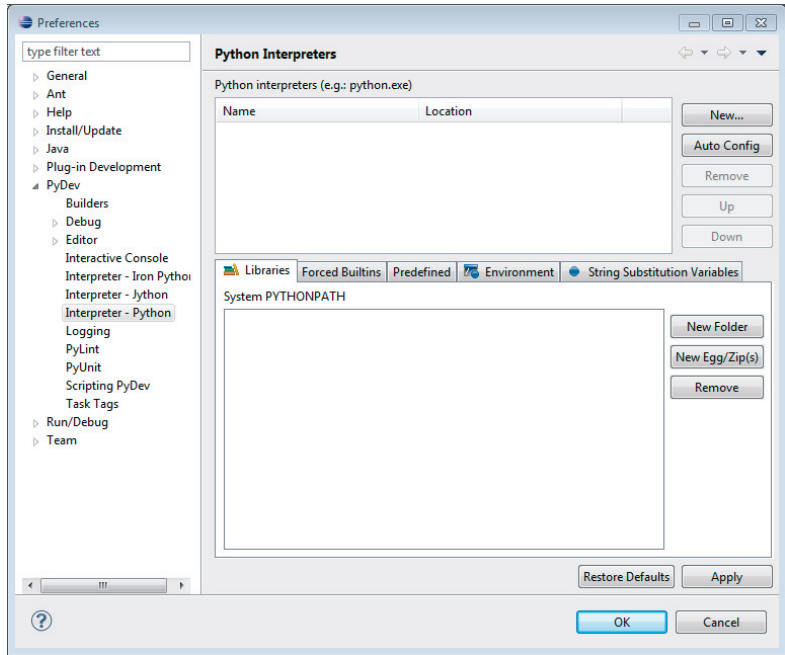 Preferences
type filter text
General
Ant
Help
Install/Update
Java
Plug-in Development
PyDev
Builders
Debug
Editor
Interactive Console
Interpreter - Iron Pytho
Interpreter - Jython
Interpreter - Python
Logging
PyLint
PyUnit
Scripting PyDev
Task Tags
Run/Debug
Team
Python Interpreters
Python interpreters (e.g.: python.exe)
Name Location
New...
Auto Config
Remove
Up
Down
Libraries Forced Builtins Predefined Environment String Substitution Variables
System PYTHONPATH
New Folder
New Egg/Zip(s)
Remove
Restore Defaults Apply
? OK Cancel